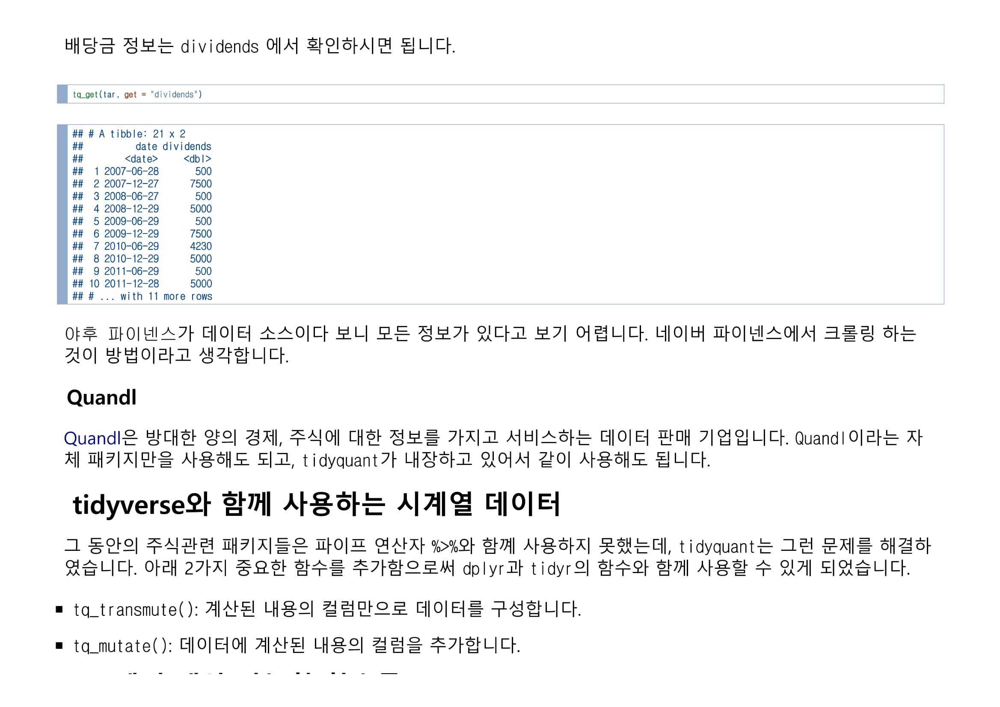 배당금 정보는 dividends 에서 확인하시면 됩니다.
tq_get(tar, get = "dividends")
## # A tibble: 21 x 2
##          date dividends
##        <date>     <dbl>
##  1 2007-06-28       500
##  2 2007-12-27      7500
##  3 2008-06-27       500
##  4 2008-12-29      5000
##  5 2009-06-29       500
##  6 2009-12-29      7500
##  7 2010-06-29      4230
##  8 2010-12-29      5000
##  9 2011-06-29       500
## 10 2011-12-28      5000
## # ... with 11 more rows
야후 파이넨스가 데이터 소스이다 보니 모든 정보가 있다고 보기 어렵니다. 네이버 파이넨스에서 크롤링 하는
것이 방법이라고 생각합니다.
Quandl
Quandl은 방대한 양의 경제, 주식에 대한 정보를 가지고 서비스하는 데이터 판매 기업입니다. Quandl이라는 자
체 패키지만을 사용해도 되고, tidyquant가 내장하고 있어서 같이 사용해도 됩니다.
tidyverse와 함께 사용하는 시계열 데이터
그 동안의 주식관련 패키지들은 파이프 연산자 %>%와 함꼐 사용하지 못했는데, tidyquant는 그런 문제를 해결하
였습니다. 아래 2가지 중요한 함수를 추가함으로써 dplyr과 tidyr의 함수와 함께 사용할 수 있게 되었습니다.
▪ tq_transmute(): 계산된 내용의 컬럼만으로 데이터를 구성합니다.
▪ tq_mutate(): 데이터에 계산된 내용의 컬럼을 추가합니다.